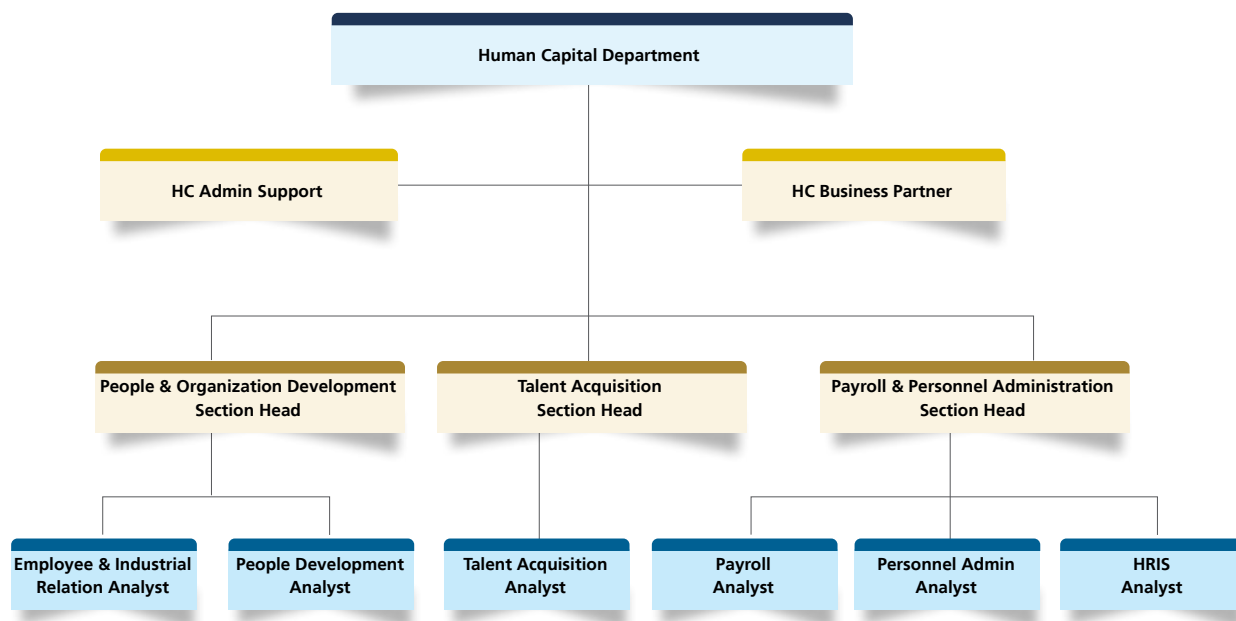 Human Capital Department
HC Admin Support
HC Business Partner
People & Organization Development
Section Head
Talent Acquisition
Section Head
Payroll & Personnel Administration
Section Head
Employee & Industrial
Relation Analyst
People Development
Analyst
Talent Acquisition
Analyst
Payroll
Analyst
Personnel Admin
Analyst
HRIS
Analyst